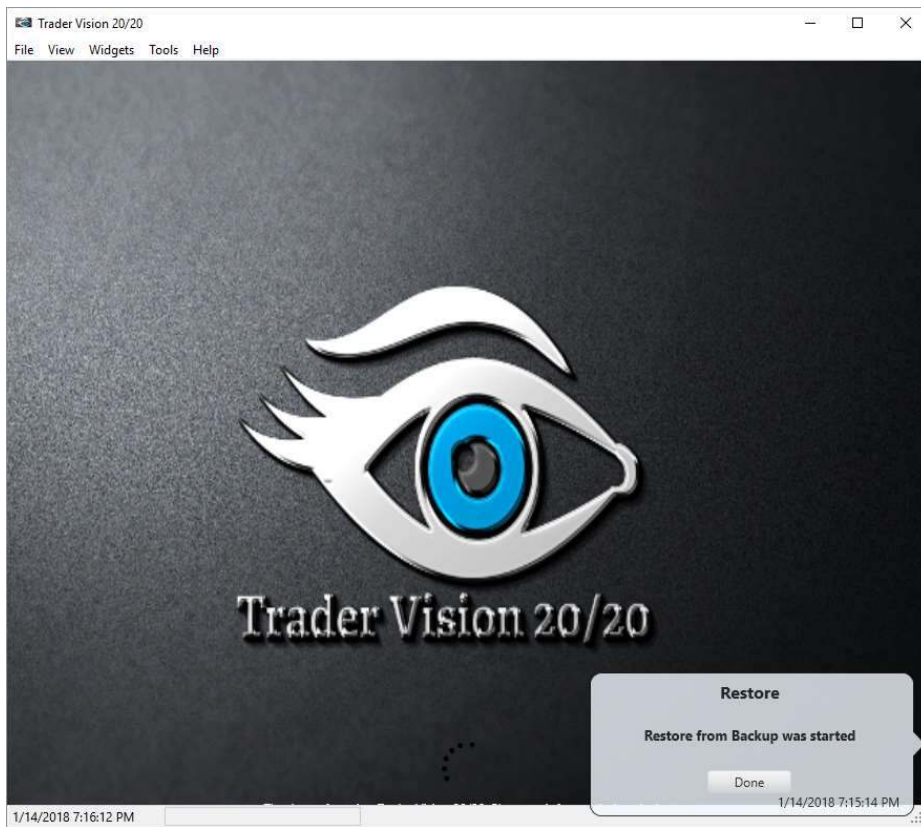 Trader Vision 20/20
File View Widgets Tools Help
Trader Vision 20/20
Restore
Restore from Backup was started
Done
1/14/2018 7:15:14 PM
1/14/2018 7:16:12 PM